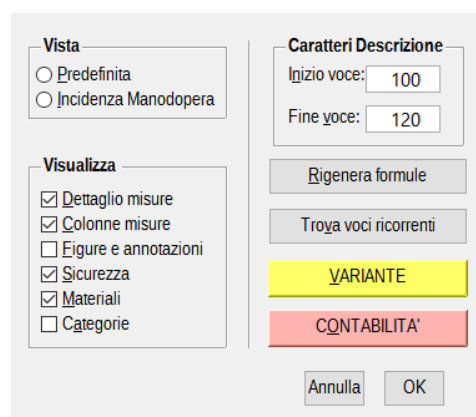 Vista
Predefinita
Incidenza Manodopera
Visualizza
Dettaglio misure
Colonne misure
Figure e annotazioni
Sicurezza
Materiali
Categorie
Caratteri Descrizione
Inizio voce: 100
Fine voce: 120
Rigenera formule
Trova voci ricorrenti
VARIANTE
CONTABILITA'
Annulla OK